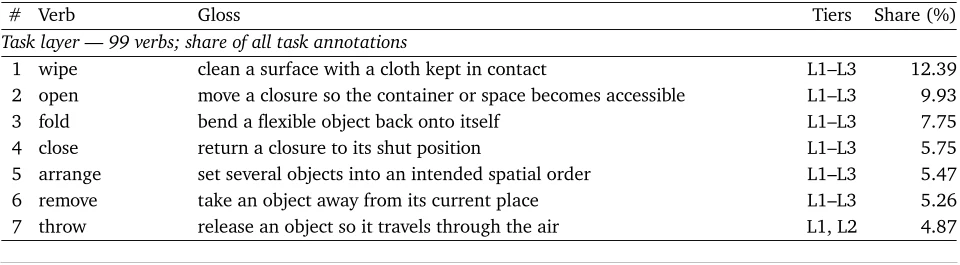 # Verb Gloss Tiers Share (%)
Task layer — 99 verbs; share of all task annotations
1 wipe clean a surface with a cloth kept in contact L1–L3 12.39
2 open move a closure so the container or space becomes accessible L1–L3 9.93
3 fold bend a flexible object back onto itself L1–L3 7.75
4 close return a closure to its shut position L1–L3 5.75
5 arrange set several objects into an intended spatial order L1–L3 5.47
6 remove take an object away from its current place L1–L3 5.26
7 throw release an object so it travels through the air L1, L2 4.87